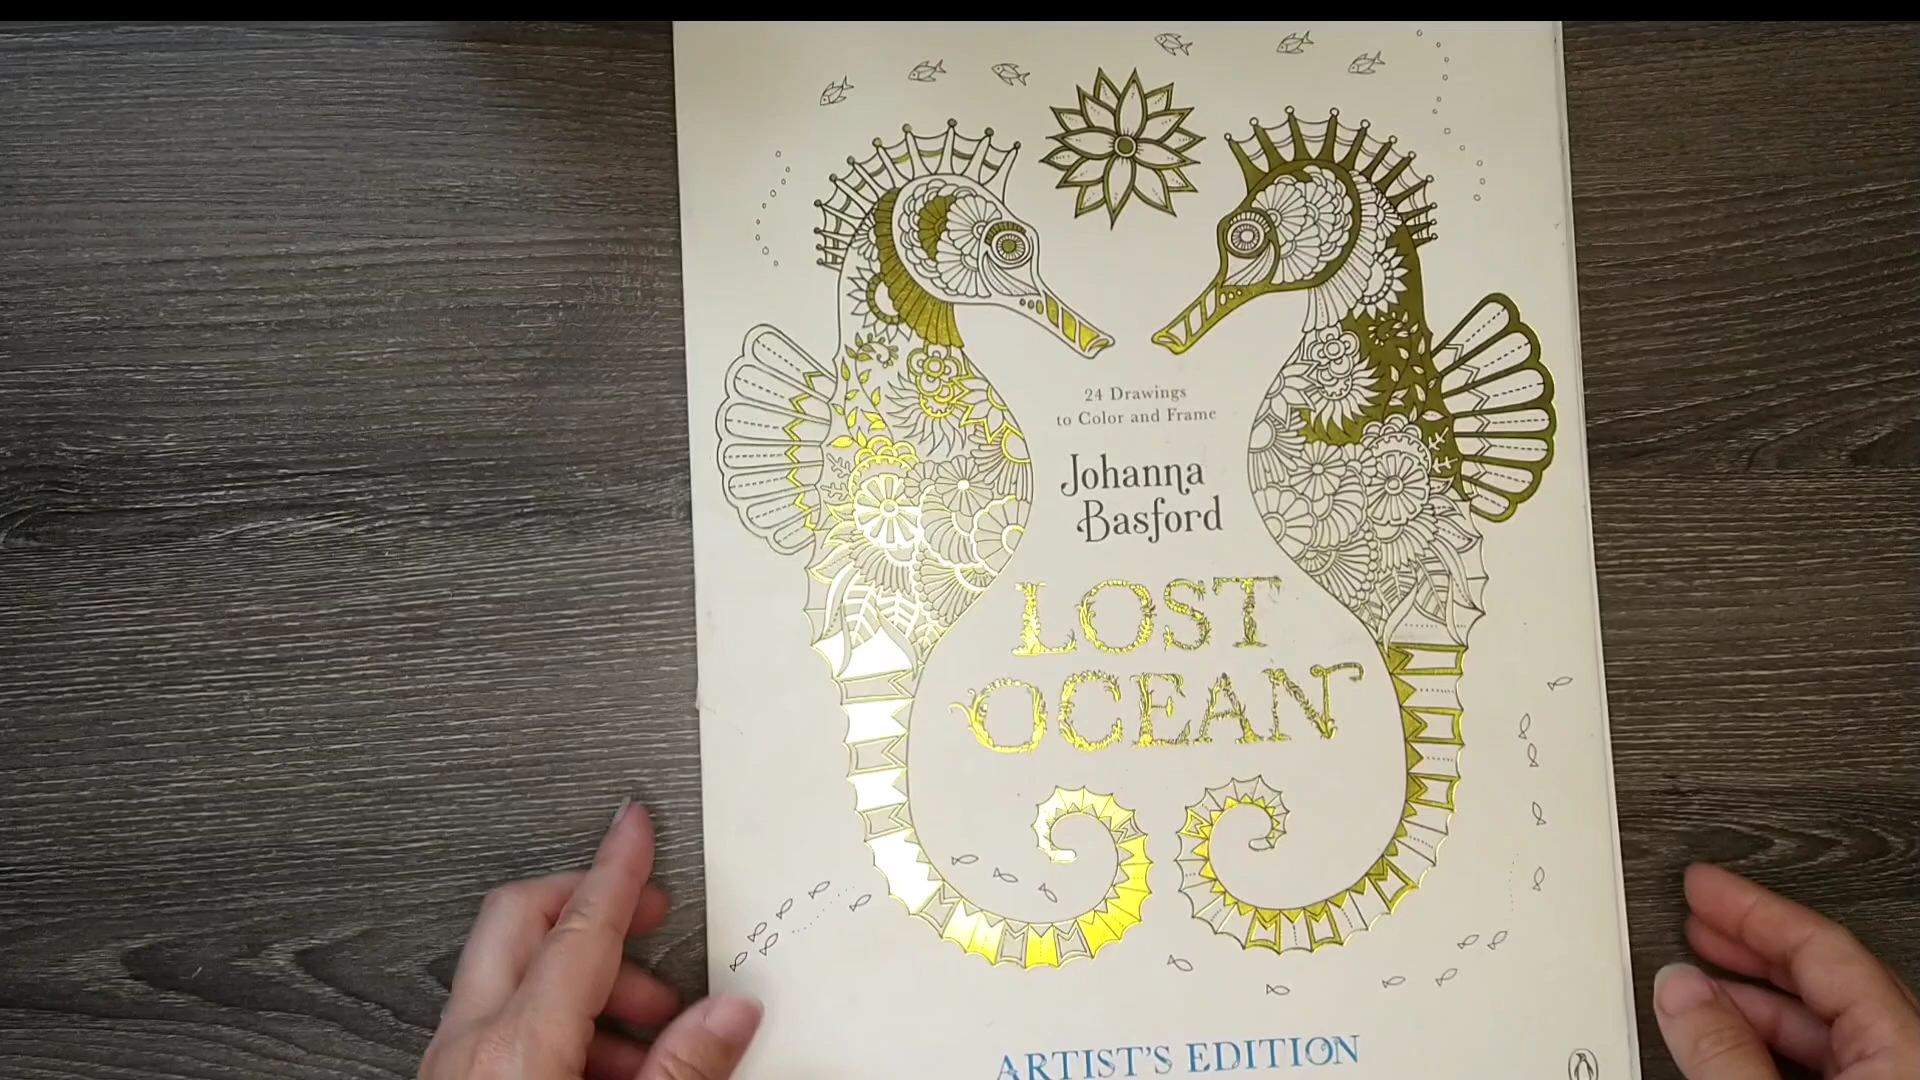 24 Drawings
to Color and Frame
Johanna
Basford
LOST
OCEAN
ARTIST'S EDITION